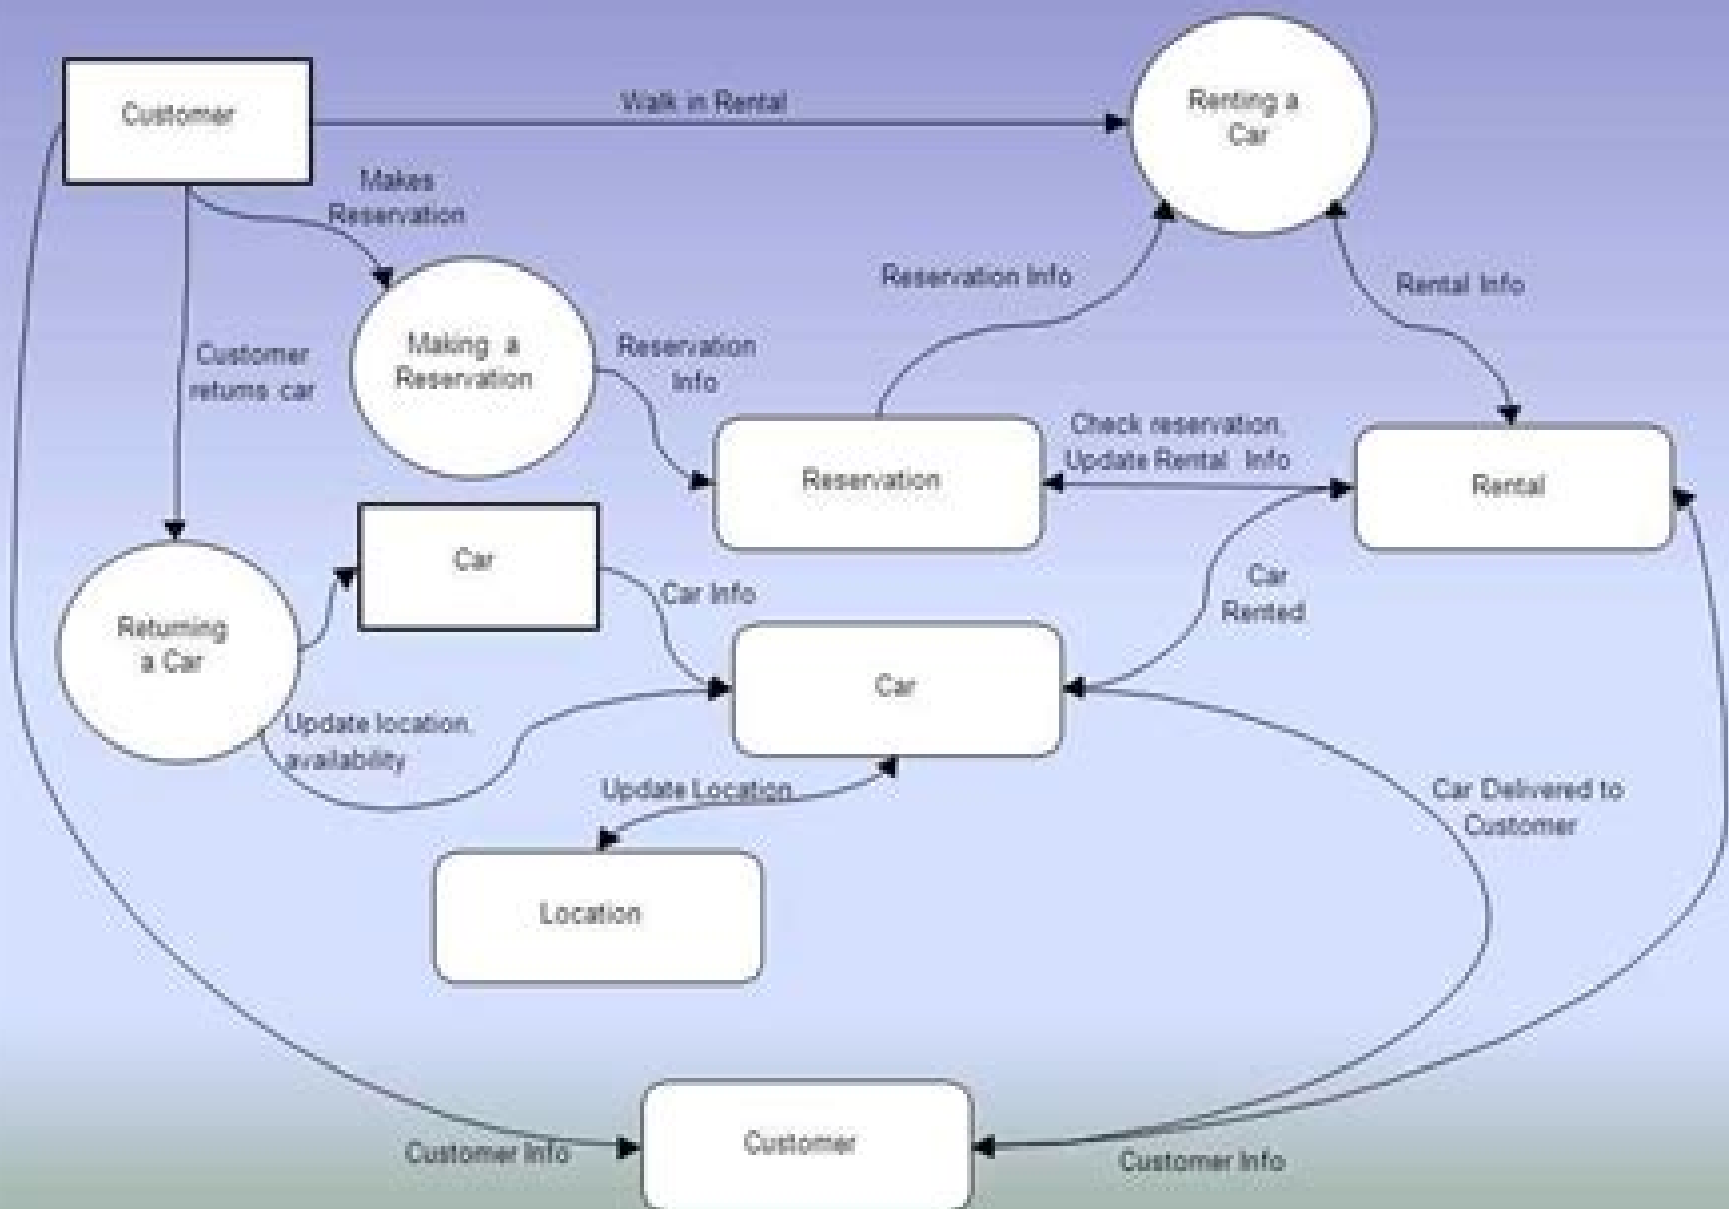 Customer
Walk in Rental
Renting a
Car
Makes
Reservation
Reservation Info
Rental Info
Customer
returns car
Making a
Reservation
Reservation
Info
Check reservation,
Update Rental Info
Reservation
Rental
Car
Car Info
Car
Rented
Returning
a Car
Car
Update location,
availability
Update Location
Car Delivered to
Customer
Location
Customer Info
Customer
Customer Info